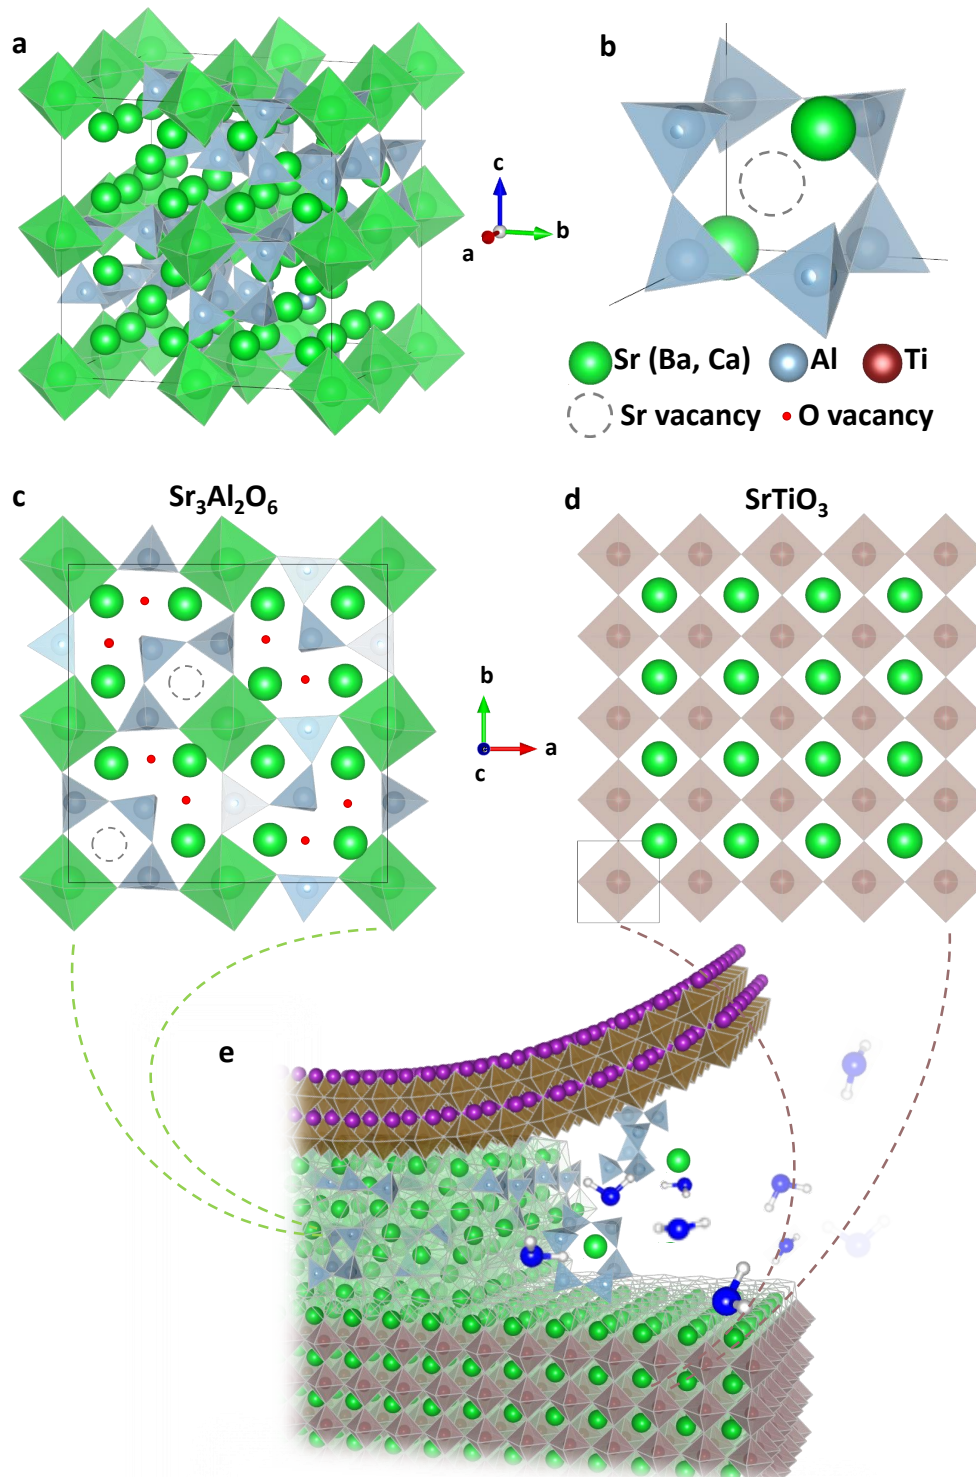 a
b
c
b
a
Sr (Ba, Ca)
Al
Ti
Sr vacancy
O vacancy
c
Sr₃Al₂O₆
d
SrTiO₃
b
a
c
e